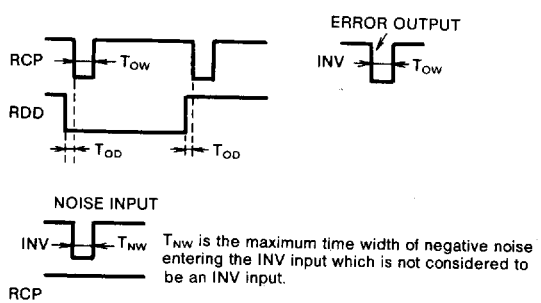 ERROR OUTPUT
RCP
TOW
INV
TOW
RDD
TOD
TOD
NOISE INPUT
INV
TNW
TNW is the maximum time width of negative noise
entering the INV input which is not considered to
be an INV input.
RCP